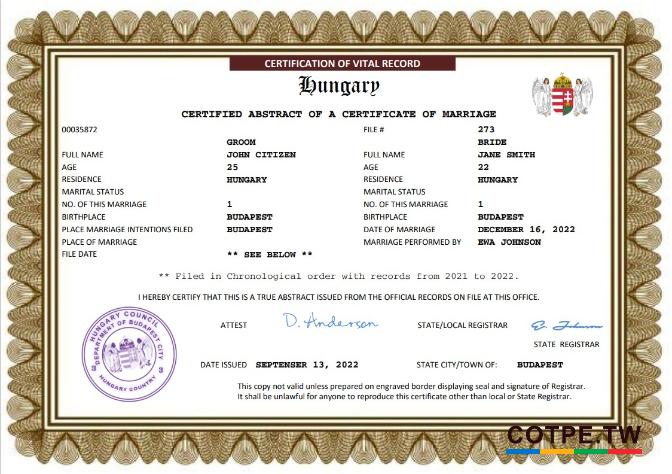 CERTIFICATION OF VITAL RECORD
Hungary
CERTIFIED ABSTRACT OF A CERTIFICATE OF MARRIAGE
00035872 FILE # 273
GROOM BRIDE
FULL NAME JOHN CITIZEN FULL NAME JANE SMITH
AGE 25 AGE 22
RESIDENCE HUNGARY RESIDENCE HUNGARY
MARITAL STATUS MARITAL STATUS
NO. OF THIS MARRIAGE 1 NO. OF THIS MARRIAGE 1
BIRTHPLACE BUDAPEST BIRTHPLACE BUDAPEST
PLACE MARRIAGE INTENTIONS FILED BUDAPEST DATE OF MARRIAGE DECEMBER 16, 2022
PLACE OF MARRIAGE MARRIAGE PERFORMED BY EWA JOHNSON
FILE DATE ** SEE BELOW **
** Filed in Chronological order with records from 2021 to 2022.
I HEREBY CERTIFY THAT THIS IS A TRUE ABSTRACT ISSUED FROM THE OFFICIAL RECORDS ON FILE AT THIS OFFICE.
HUNGARY COUNCIL
DEPARTMENT OF BUDAPEST CITY
HUNGARY COUNTRY
ATTEST D. Anderson STATE/LOCAL REGISTRAR
STATE REGISTRAR
DATE ISSUED SEPTENSER 13, 2022 STATE CITY/TOWN OF: BUDAPEST
This copy not valid unless prepared on engraved border displaying seal and signature of Registrar.
It shall be unlawful for anyone to reproduce this certificate other than local or State Registrar.
COTPE.TW